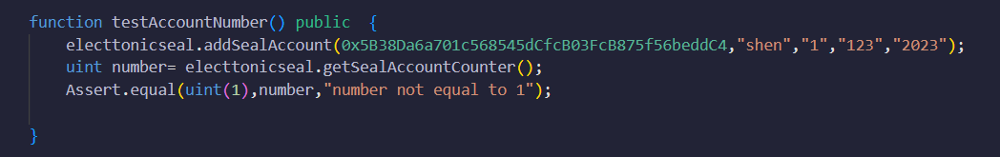 function testAccountNumber() public  {
electtonicseal.addSealAccount(0x5B38Da6a701c568545dCfcB03FcB875f56beddC4,"shen","1","123","2023");
uint number= electtonicseal.getSealAccountCounter();
Assert.equal(uint(1),number,"number not equal to 1");
}